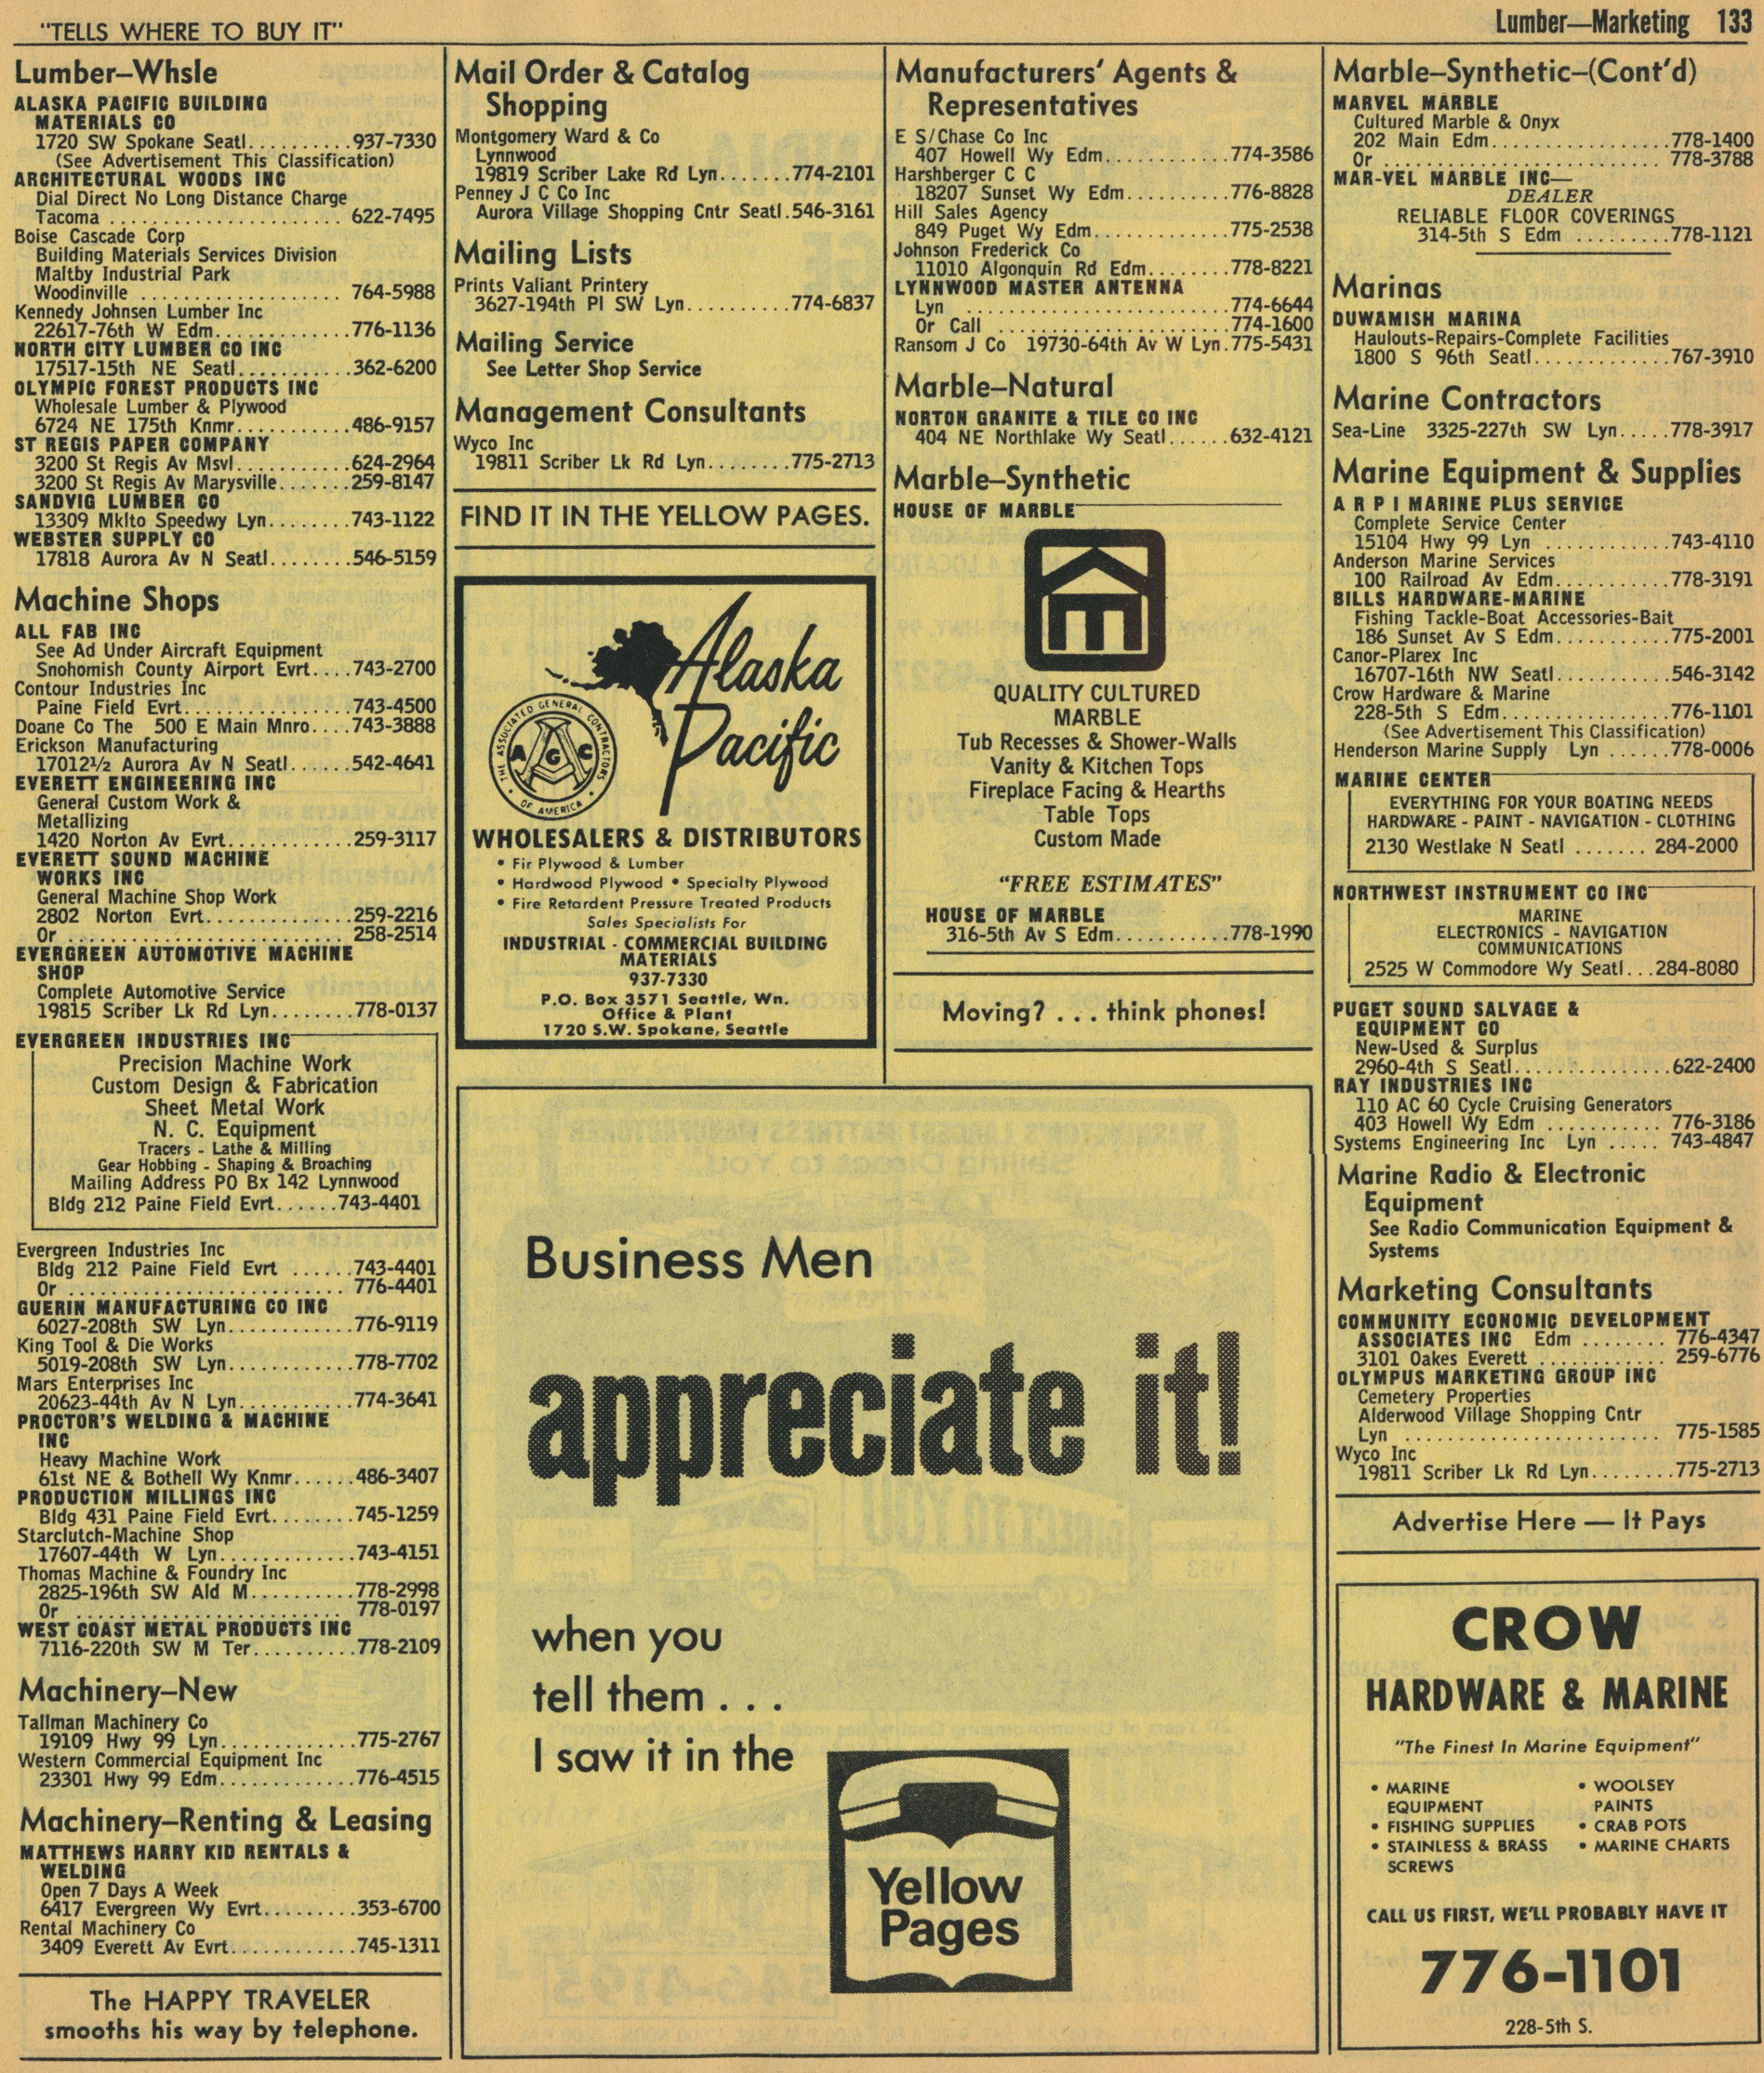 "TELLS WHERE TO BUY IT"
Lumber—Marketing 133
Lumber–Whsle
ALASKA PACIFIC BUILDING
MATERIALS CO
1720 SW Spokane Seatl..........937-7330
(See Advertisement This Classification)
ARCHITECTURAL WOODS INC
Dial Direct No Long Distance Charge
Tacoma ...................... 622-7495
Boise Cascade Corp
Building Materials Services Division
Maltby Industrial Park
Woodinville ................... 764-5988
Kennedy Johnsen Lumber Inc
22617-76th W Edm.............776-1136
NORTH CITY LUMBER CO INC
17517-15th NE Seatl...........362-6200
OLYMPIC FOREST PRODUCTS INC
Wholesale Lumber & Plywood
6724 NE 175th Knmr...........486-9157
ST REGIS PAPER COMPANY
3200 St Regis Av Msvl...........624-2964
3200 St Regis Av Marysville.......259-8147
SANDVIG LUMBER CO
13309 Mklto Speedwy Lyn........743-1122
WEBSTER SUPPLY CO
17818 Aurora Av N Seatl........546-5159
Machine Shops
ALL FAB INC
See Ad Under Aircraft Equipment
Snohomish County Airport Evrt....743-2700
Contour Industries Inc
Paine Field Evrt................743-4500
Doane Co The 500 E Main Mnro....743-3888
Erickson Manufacturing
17012½ Aurora Av N Seatl......542-4641
EVERETT ENGINEERING INC
General Custom Work &
Metallizing
1420 Norton Av Evrt............259-3117
EVERETT SOUND MACHINE
WORKS INC
General Machine Shop Work
2802 Norton Evrt..............259-2216
Or ........................... 258-2514
EVERGREEN AUTOMOTIVE MACHINE
SHOP
Complete Automotive Service
19815 Scriber Lk Rd Lyn........778-0137
EVERGREEN INDUSTRIES INC
Precision Machine Work
Custom Design & Fabrication
Sheet Metal Work
N. C. Equipment
Tracers - Lathe & Milling
Gear Hobbing - Shaping & Broaching
Mailing Address PO Bx 142 Lynnwood
Bldg 212 Paine Field Evrt......743-4401
Evergreen Industries Inc
Bldg 212 Paine Field Evrt ......743-4401
Or .......................... 776-4401
GUERIN MANUFACTURING CO INC
6027-208th SW Lyn............776-9119
King Tool & Die Works
5019-208th SW Lyn............778-7702
Mars Enterprises Inc
20623-44th Av N Lyn...........774-3641
PROCTOR'S WELDING & MACHINE
INC
Heavy Machine Work
61st NE & Bothell Wy Knmr......486-3407
PRODUCTION MILLINGS INC
Bldg 431 Paine Field Evrt........745-1259
Starclutch-Machine Shop
17607-44th W Lyn.............743-4151
Thomas Machine & Foundry Inc
2825-196th SW Ald M..........778-2998
Or .......................... 778-0197
WEST COAST METAL PRODUCTS INC
7116-220th SW M Ter..........778-2109
Machinery–New
Tallman Machinery Co
19109 Hwy 99 Lyn.............775-2767
Western Commercial Equipment Inc
23301 Hwy 99 Edm.............776-4515
Machinery–Renting & Leasing
MATTHEWS HARRY KID RENTALS &
WELDING
Open 7 Days A Week
6417 Evergreen Wy Evrt.........353-6700
Rental Machinery Co
3409 Everett Av Evrt............745-1311
The HAPPY TRAVELER
smooths his way by telephone.
Mail Order & Catalog
Shopping
Montgomery Ward & Co
Lynnwood
19819 Scriber Lake Rd Lyn.......774-2101
Penney J C Co Inc
Aurora Village Shopping Cntr Seatl.546-3161
Mailing Lists
Prints Valiant Printery
3627-194th Pl SW Lyn..........774-6837
Mailing Service
See Letter Shop Service
Management Consultants
Wyco Inc
19811 Scriber Lk Rd Lyn........775-2713
FIND IT IN THE YELLOW PAGES.
Alaska
Pacific
THE ASSOCIATED GENERAL CONTRACTORS
AGC
OF AMERICA
WHOLESALERS & DISTRIBUTORS
• Fir Plywood & Lumber
• Hardwood Plywood • Specialty Plywood
• Fire Retardent Pressure Treated Products
Sales Specialists For
INDUSTRIAL - COMMERCIAL BUILDING
MATERIALS
937-7330
P.O. Box 3571 Seattle, Wn.
Office & Plant
1720 S.W. Spokane, Seattle
Manufacturers' Agents &
Representatives
E S/Chase Co Inc
407 Howell Wy Edm............774-3586
Harshberger C C
18207 Sunset Wy Edm..........776-8828
Hill Sales Agency
849 Puget Wy Edm.............775-2538
Johnson Frederick Co
11010 Algonquin Rd Edm........778-8221
LYNNWOOD MASTER ANTENNA
Lyn .........................774-6644
Or Call ......................774-1600
Ransom J Co 19730-64th Av W Lyn.775-5431
Marble–Natural
NORTON GRANITE & TILE CO INC
404 NE Northlake Wy Seatl......632-4121
Marble–Synthetic
HOUSE OF MARBLE
QUALITY CULTURED
MARBLE
Tub Recesses & Shower-Walls
Vanity & Kitchen Tops
Fireplace Facing & Hearths
Table Tops
Custom Made
"FREE ESTIMATES"
HOUSE OF MARBLE
316-5th Av S Edm...........778-1990
Moving? . . . think phones!
Business Men
appreciate it!
when you
tell them . . .
I saw it in the
Yellow
Pages
Marble–Synthetic–(Cont'd)
MARVEL MARBLE
Cultured Marble & Onyx
202 Main Edm.................778-1400
Or .......................... 778-3788
MAR-VEL MARBLE INC—
DEALER
RELIABLE FLOOR COVERINGS
314-5th S Edm .........778-1121
Marinas
DUWAMISH MARINA
Haulouts-Repairs-Complete Facilities
1800 S 96th Seatl.............767-3910
Marine Contractors
Sea-Line 3325-227th SW Lyn.....778-3917
Marine Equipment & Supplies
A R P I MARINE PLUS SERVICE
Complete Service Center
15104 Hwy 99 Lyn ............743-4110
Anderson Marine Services
100 Railroad Av Edm...........778-3191
BILLS HARDWARE-MARINE
Fishing Tackle-Boat Accessories-Bait
186 Sunset Av S Edm...........775-2001
Canor-Plarex Inc
16707-16th NW Seatl...........546-3142
Crow Hardware & Marine
228-5th S Edm................776-1101
(See Advertisement This Classification)
Henderson Marine Supply Lyn ......778-0006
MARINE CENTER
EVERYTHING FOR YOUR BOATING NEEDS
HARDWARE - PAINT - NAVIGATION - CLOTHING
2130 Westlake N Seatl ....... 284-2000
NORTHWEST INSTRUMENT CO INC
MARINE
ELECTRONICS - NAVIGATION
COMMUNICATIONS
2525 W Commodore Wy Seatl...284-8080
PUGET SOUND SALVAGE &
EQUIPMENT CO
New-Used & Surplus
2960-4th S Seatl...............622-2400
RAY INDUSTRIES INC
110 AC 60 Cycle Cruising Generators
403 Howell Wy Edm ........... 776-3186
Systems Engineering Inc Lyn ..... 743-4847
Marine Radio & Electronic
Equipment
See Radio Communication Equipment &
Systems
Marketing Consultants
COMMUNITY ECONOMIC DEVELOPMENT
ASSOCIATES INC Edm ........ 776-4347
3101 Oakes Everett ............ 259-6776
OLYMPUS MARKETING GROUP INC
Cemetery Properties
Alderwood Village Shopping Cntr
Lyn ......................... 775-1585
Wyco Inc
19811 Scriber Lk Rd Lyn........775-2713
Advertise Here — It Pays
CROW
HARDWARE & MARINE
"The Finest In Marine Equipment"
• MARINE
EQUIPMENT
• FISHING SUPPLIES
• STAINLESS & BRASS
SCREWS
• WOOLSEY
PAINTS
• CRAB POTS
• MARINE CHARTS
CALL US FIRST, WE'LL PROBABLY HAVE IT
776-1101
228-5th S.